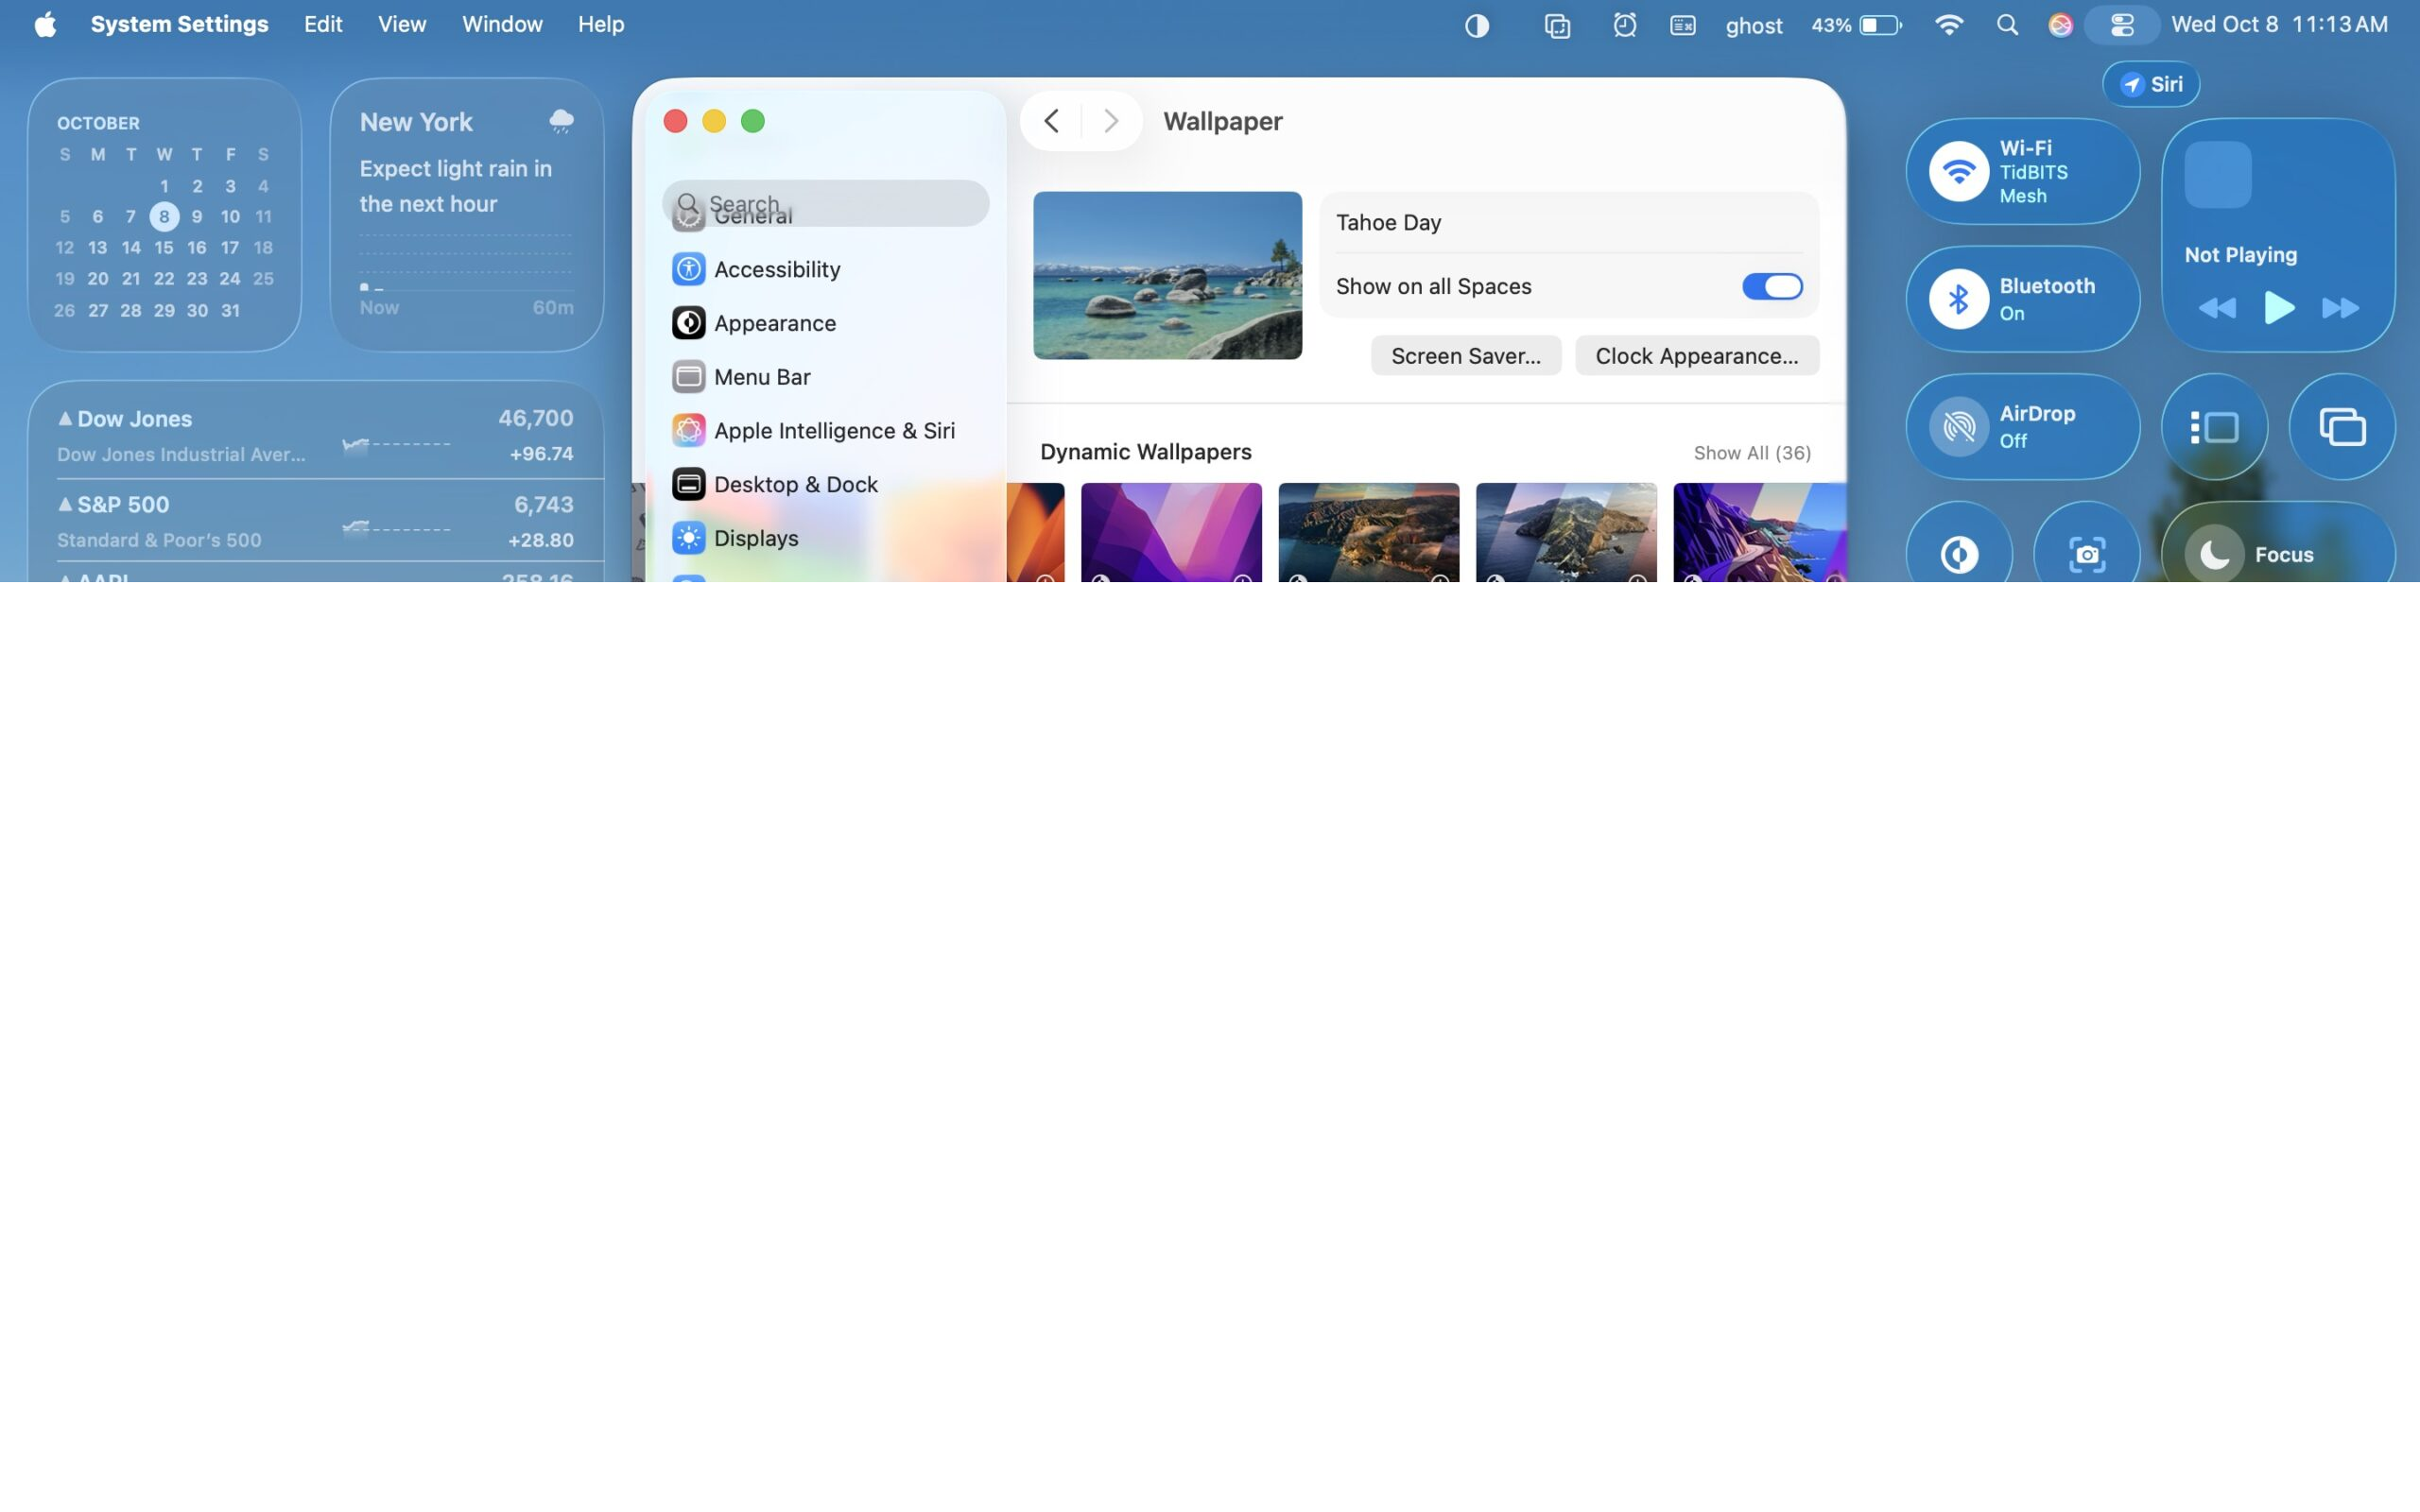 System Settings Edit View Window Help ghost 43% Wed Oct 8 11:13 AM
OCTOBER
S M T W T F S
1 2 3 4
5 6 7 8 9 10 11
12 13 14 15 16 17 18
19 20 21 22 23 24 25
26 27 28 29 30 31
New York
Expect light rain in
the next hour
Now 60m
Dow Jones 46,700
Dow Jones Industrial Aver... +96.74
S&P 500 6,743
Standard & Poor's 500 +28.80
Search
General
Accessibility
Appearance
Menu Bar
Apple Intelligence & Siri
Desktop & Dock
Displays
Wallpaper
Tahoe Day
Show on all Spaces
Screen Saver... Clock Appearance...
Dynamic Wallpapers Show All (36)
Siri
Wi-Fi
TidBITS
Mesh
Bluetooth
On
AirDrop
Off
Not Playing
Focus